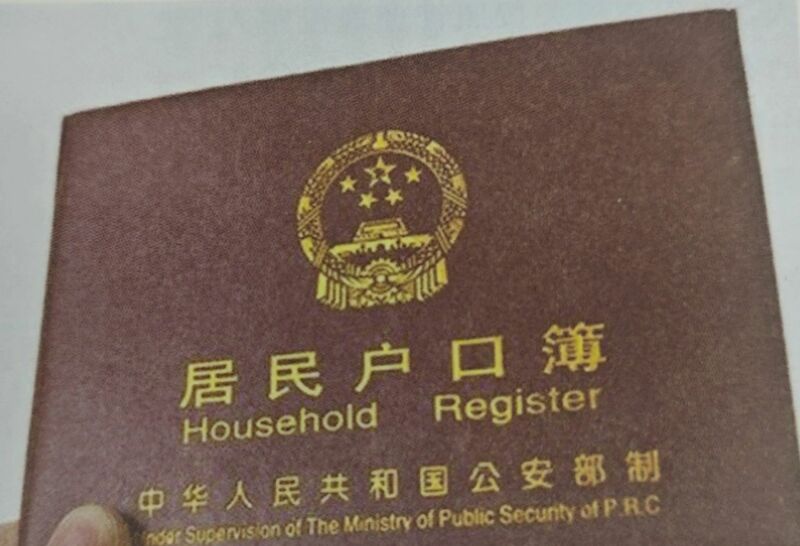 居民户口簿
Household Register
中华人民共和国公安部制
Under Supervision of The Ministry of Public Security of P.R.C